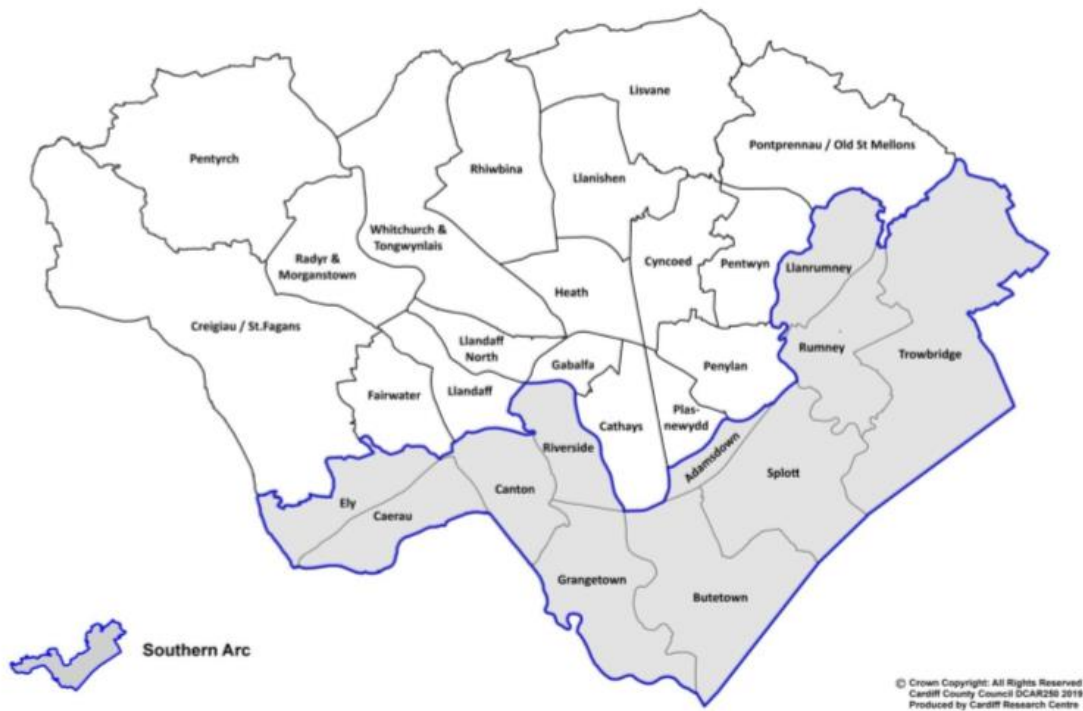 Lisvane
Pontprennau / Old St Mellons
Pentyrch
Rhiwbina
Llanishen
Whitchurch &
Tongwynlais
Radyr &
Morganstown
Cyncoed
Pentwyn
Llanrumney
Heath
Creigiau / St.Fagans
Llandaff
North
Rumney
Trowbridge
Gabalfa
Penylan
Fairwater
Llandaff
Plas-
newydd
Cathays
Riverside
Adamsdown
Splott
Canton
Ely
Caerau
Grangetown
Butetown
Southern Arc
© Crown Copyright: All Rights Reserved
Cardiff County Council DCAR250 2019
Produced by Cardiff Research Centre